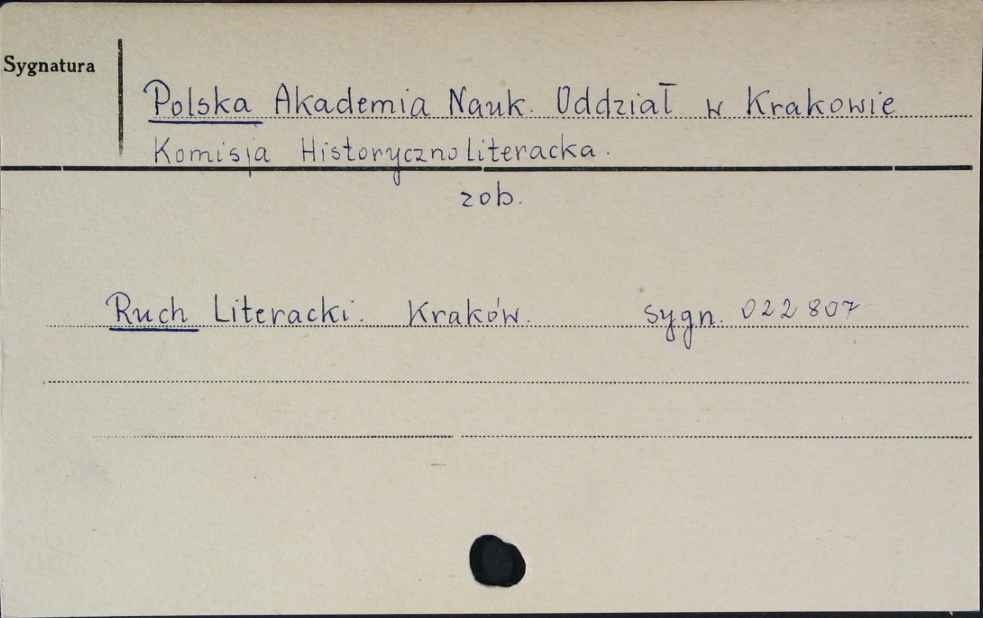 Sygnatura
Polska Akademia Nauk. Oddział w Krakowie
Komisja Historycznoliteracka.
zob.
Ruch Literacki. Kraków. sygn. 022807